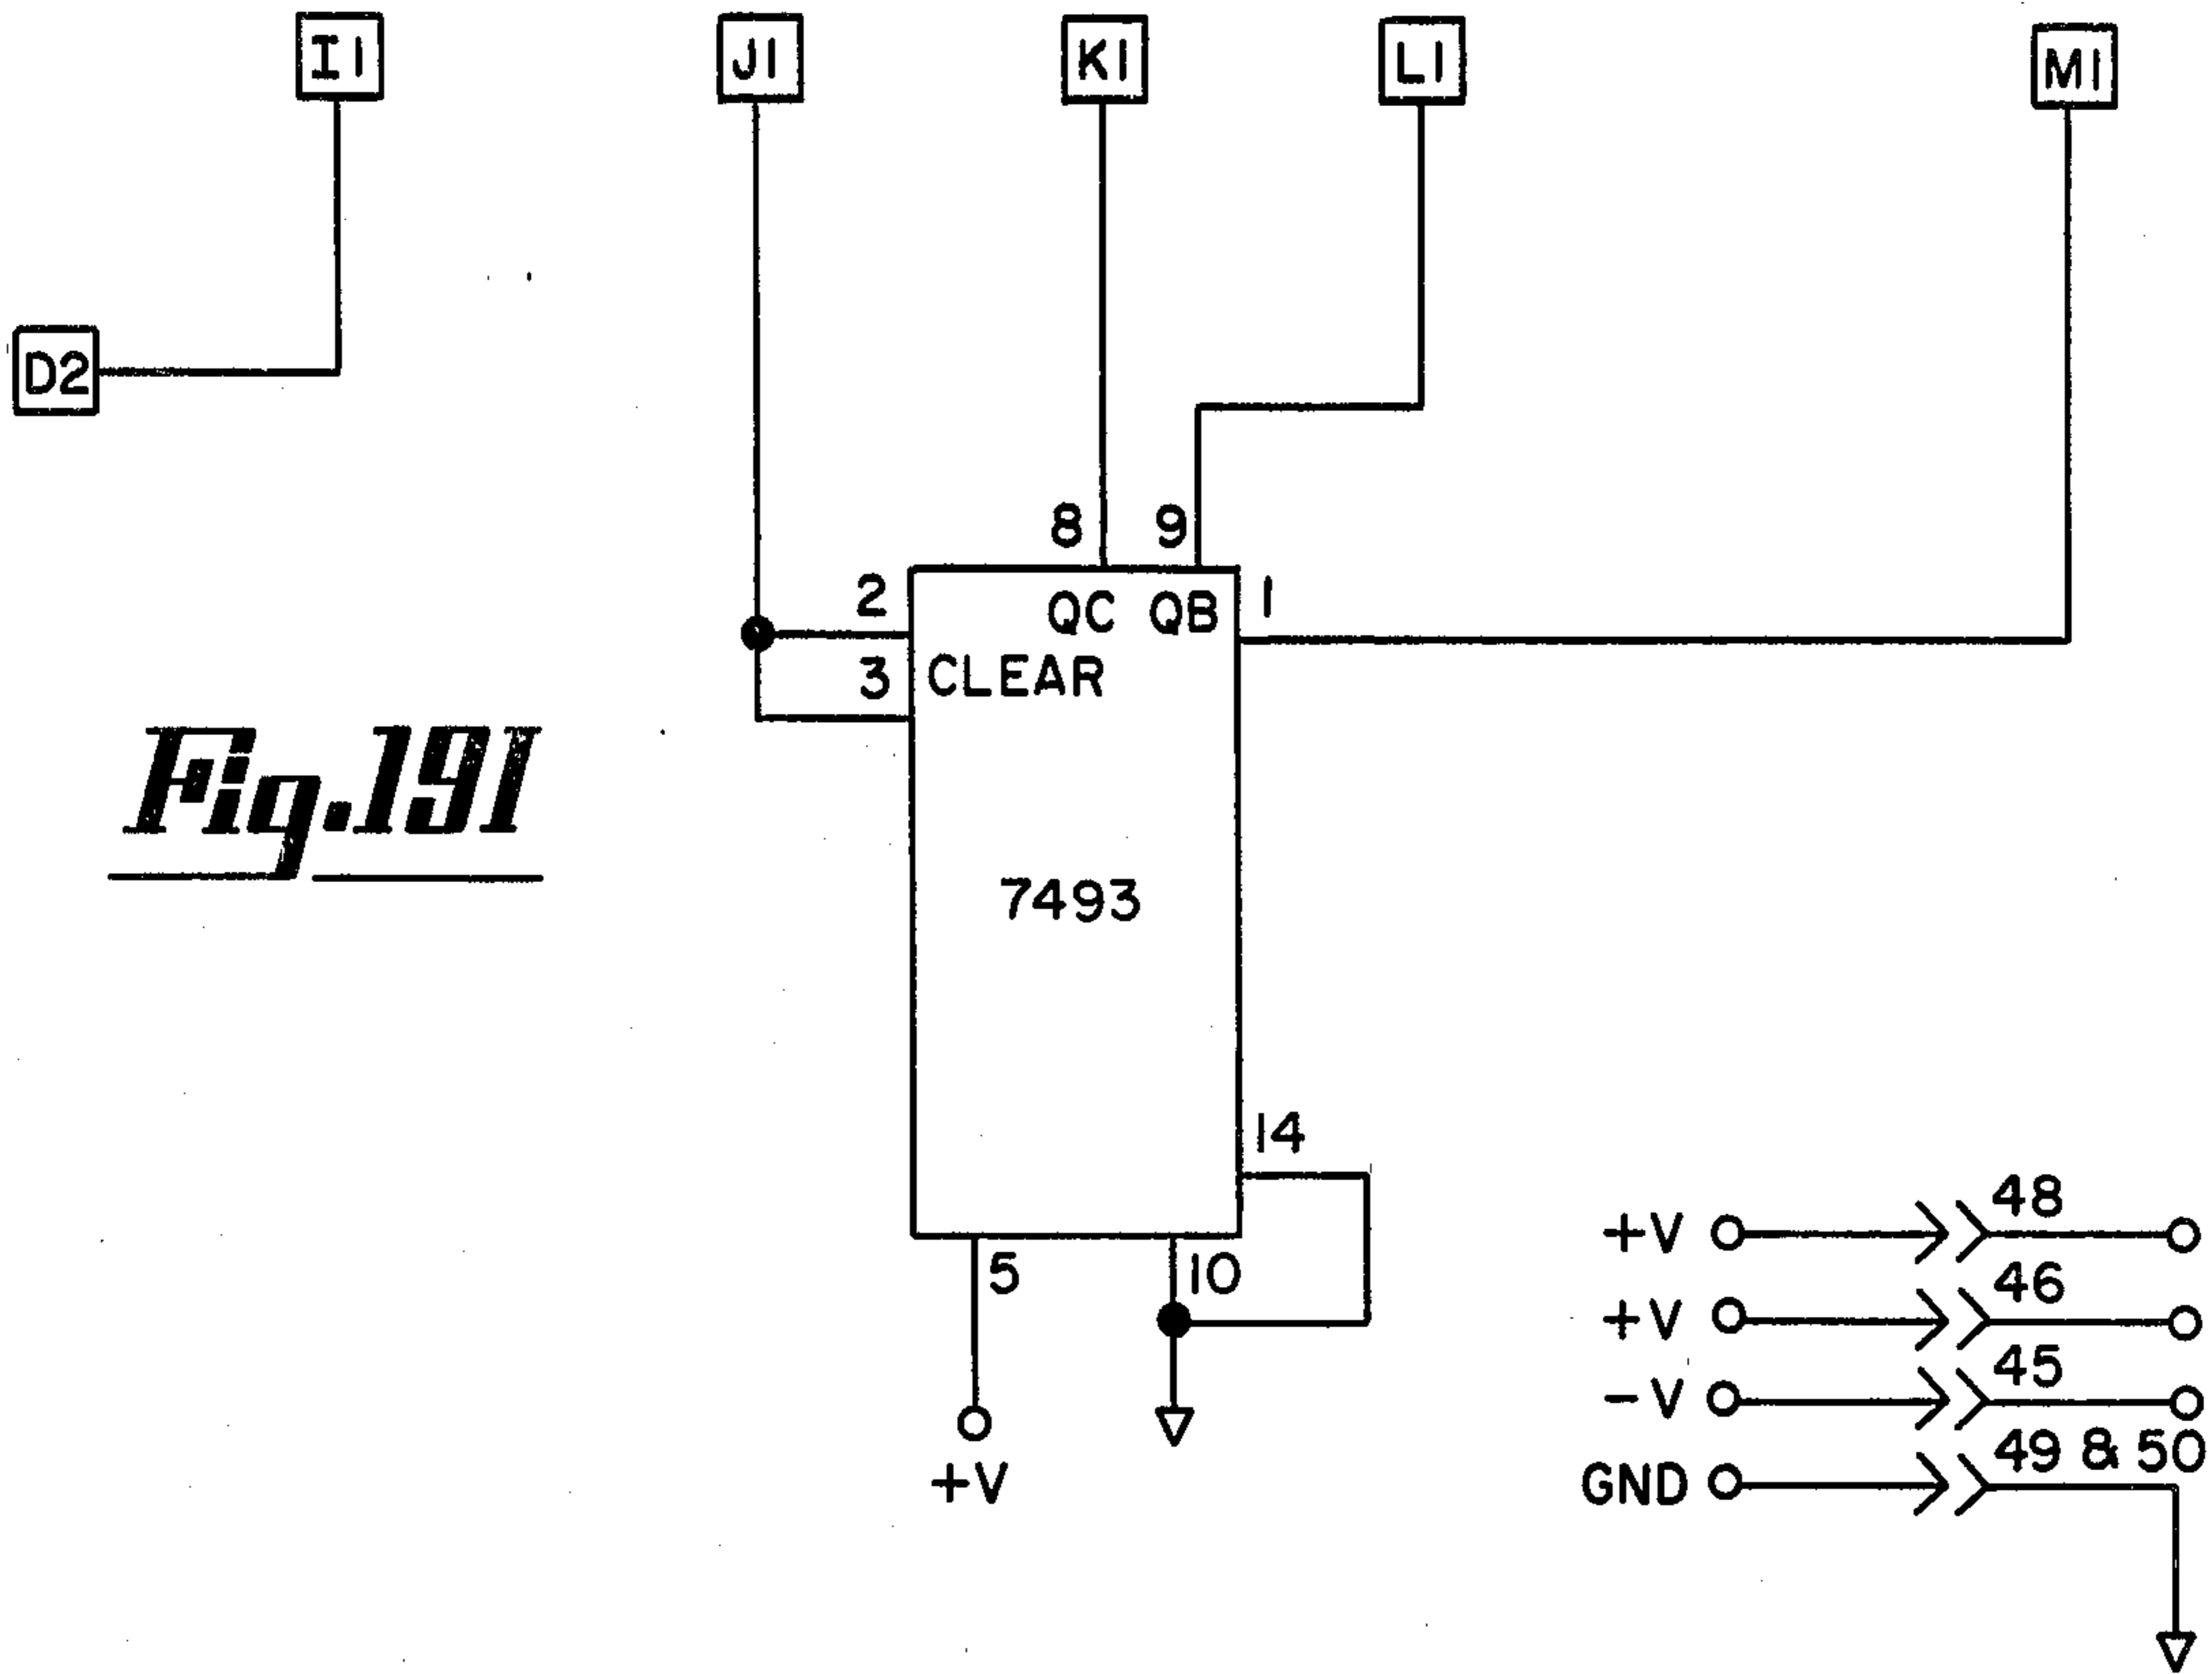 I1 J1 K1 L1 M1
D2
8 9
2 QC QB 1
3 CLEAR
Fig. 191
7493
14
48
+V
5 10
46
+V
45
-V
49 & 50
+V
GND